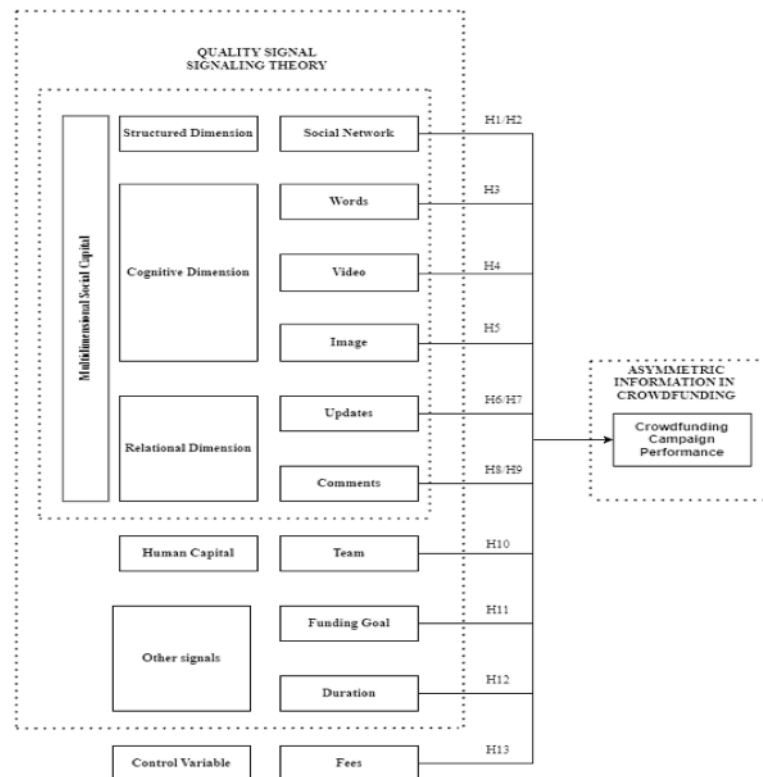 QUALITY SIGNAL
SIGNALING THEORY
Multidimensional Social Capital
Structured Dimension
Social Network
H1/H2
Cognitive Dimension
Words
H3
Video
H4
Image
H5
Relational Dimension
Updates
H6/H7
Comments
H8/H9
Human Capital
Team
H10
Other signals
Funding Goal
H11
Duration
H12
Control Variable
Fees
H13
ASYMMETRIC
INFORMATION IN
CROWDFUNDING
Crowdfunding
Campaign
Performance